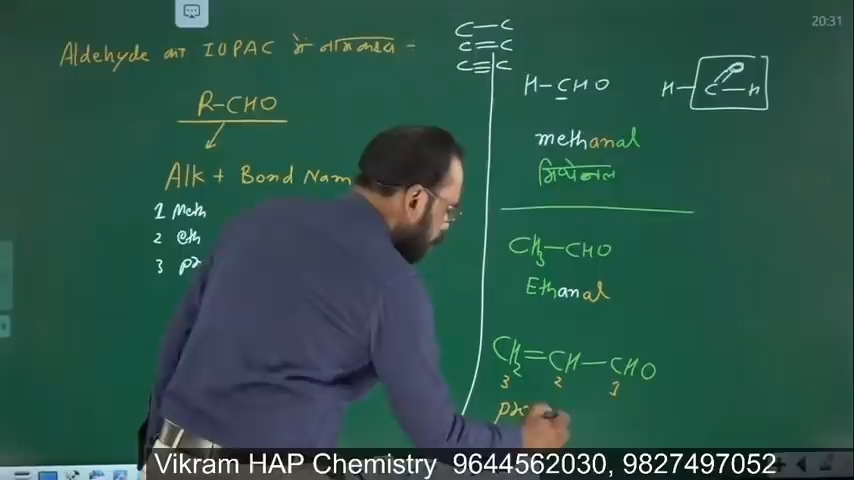 20:31
Aldehyde का IUPAC में नामकरण -
R-CHO
Alk + Bond Nam
1 Meth
2 eth
3 pr
C-C
C=C
C≡C
H-CHO
H-C-H
O
methanal
मिथेनल
CH3-CHO
Ethanal
CH2=CH-CHO
3 2 1
pr
Vikram HAP Chemistry 9644562030, 9827497052